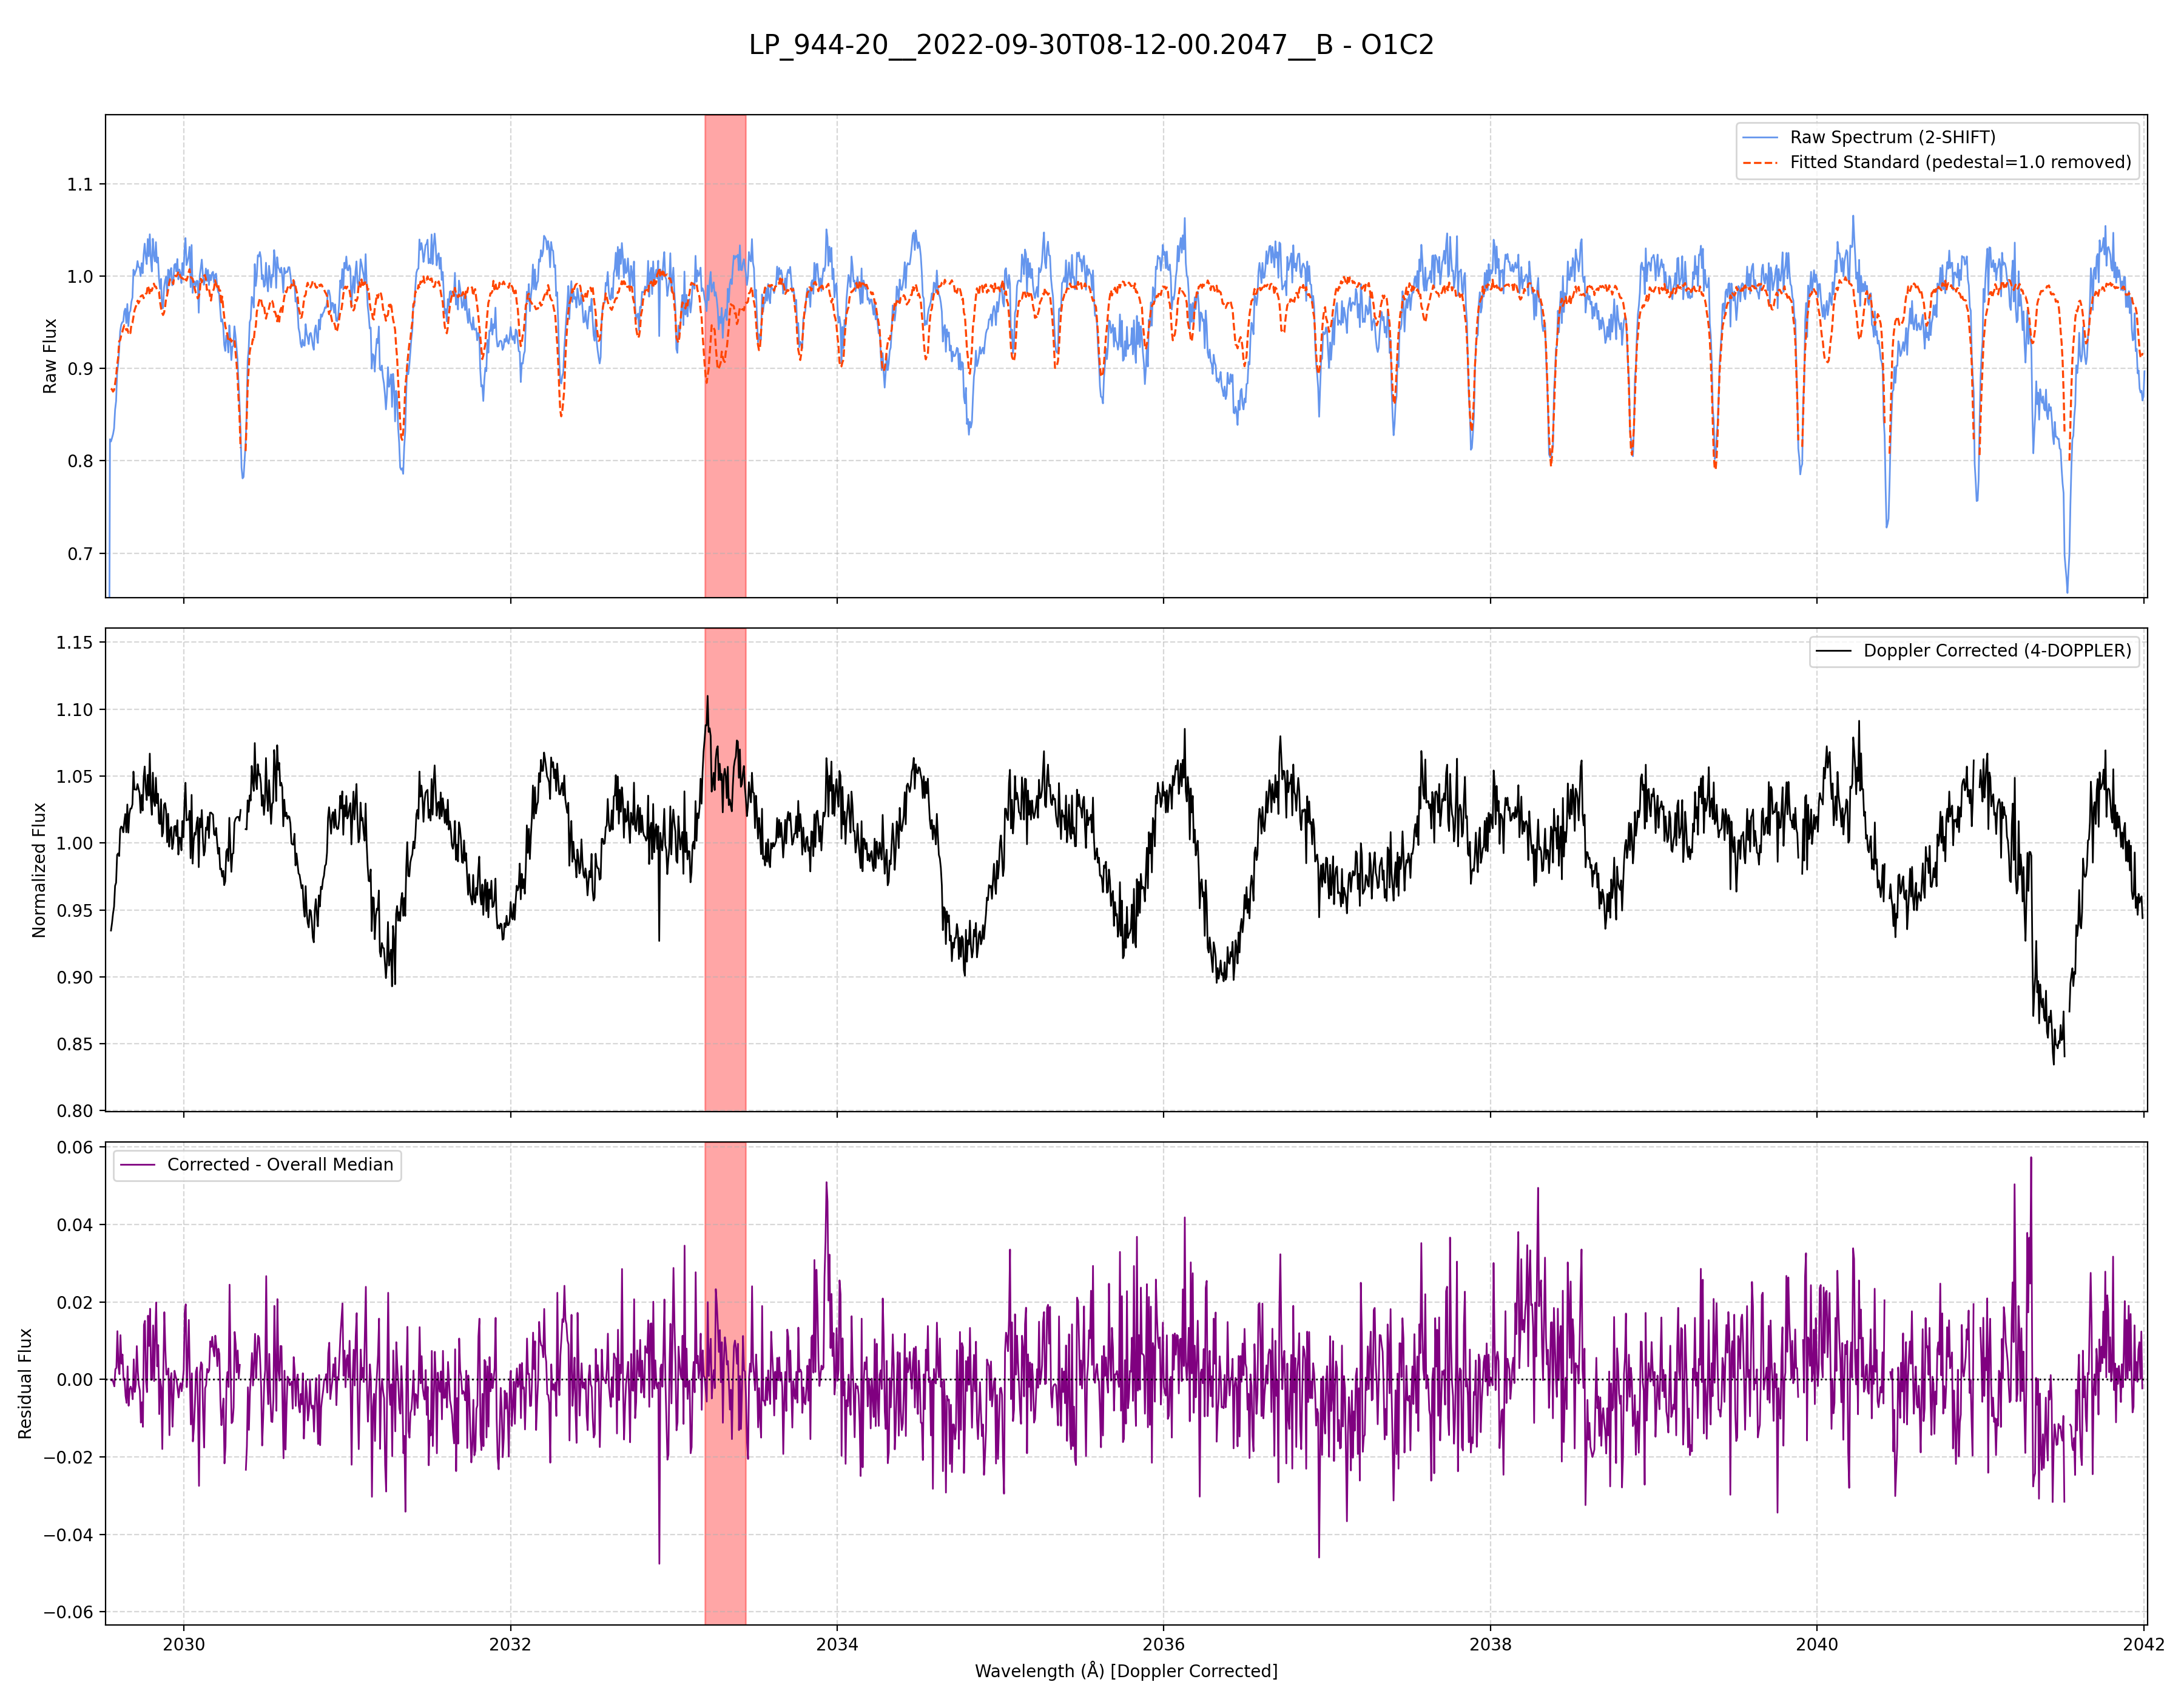 LP_944-20__2022-09-30T08-12-00.2047__B - O1C2
Raw Spectrum (2-SHIFT)
Fitted Standard (pedestal=1.0 removed)
1.1
1.0
0.9
0.8
0.7
Raw Flux
Doppler Corrected (4-DOPPLER)
1.15
1.10
1.05
1.00
0.95
0.90
0.85
0.80
Normalized Flux
Corrected - Overall Median
0.06
0.04
0.02
0.00
−0.02
−0.04
−0.06
Residual Flux
2030 2032 2034 2036 2038 2040 2042
Wavelength (Å) [Doppler Corrected]